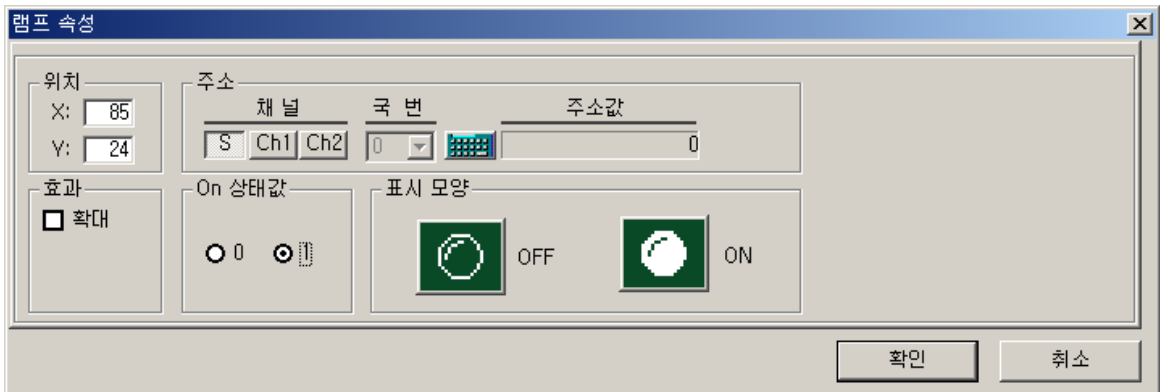 램프 속성
위치
X: 85
Y: 24
주소
채 널 국 번 주소값
S Ch1 Ch2 0 0
효과
확대
On 상태값
0 1
표시 모양
OFF ON
확인 취소